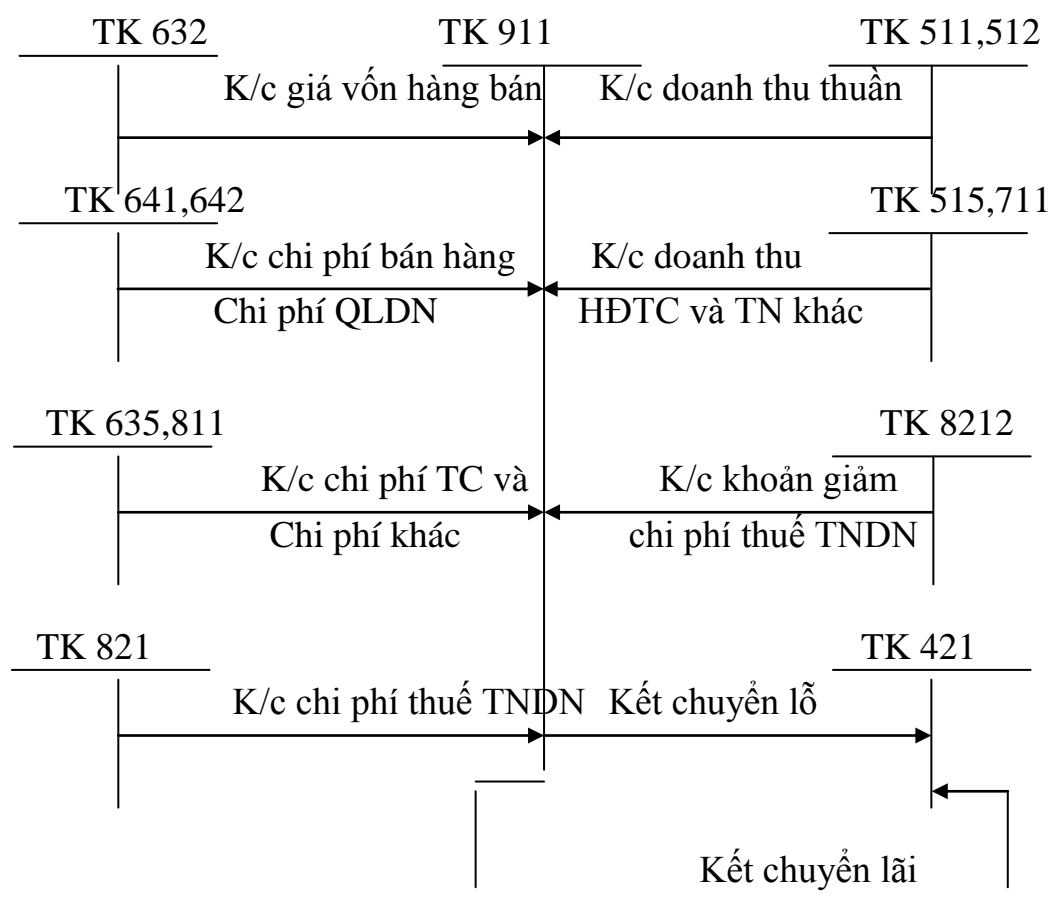 TK 632 TK 911 TK 511,512
K/c giá vốn hàng bán K/c doanh thu thuần
TK 641,642 TK 515,711
K/c chi phí bán hàng K/c doanh thu
Chi phí QLDN HĐTC và TN khác
TK 635,811 TK 8212
K/c chi phí TC và K/c khoản giảm
Chi phí khác chi phí thuế TNDN
TK 821 TK 421
K/c chi phí thuế TNDN Kết chuyển lỗ
Kết chuyển lãi